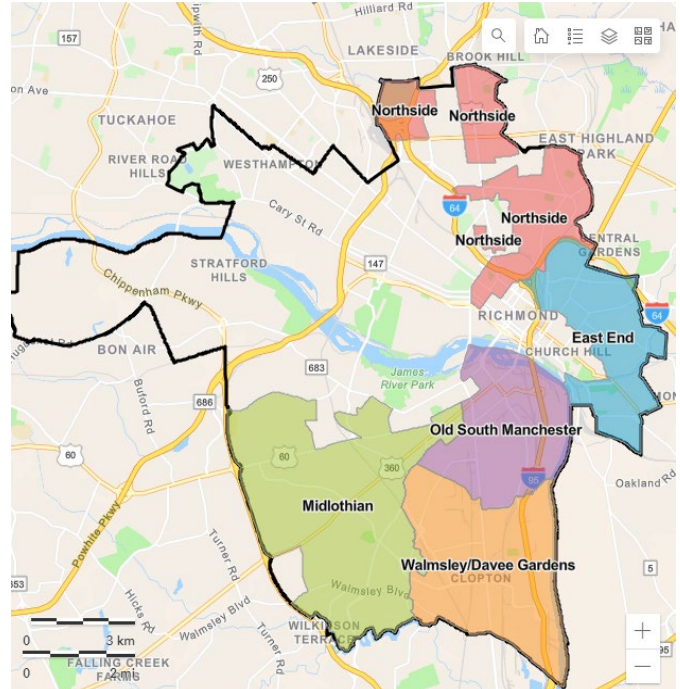 Hilliard Rd
157
LAKESIDE
BROOK HILL
250
Northside
Northside
TUCKAHOE
EAST HIGHLAND
PARK
RIVER ROAD
HILLS
WESTHAMPTON
Cary St Rd
64
Northside
Northside
CENTRAL
GARDENS
147
STRATFORD
HILLS
Chippenham Pkwy
RICHMOND
64
East End
CHURCH HILL
BON AIR
683
James
River Park
Buford Rd
686
Old South Manchester
60
60
360
95
Oakland Rd
Midlothian
Powhite Pkwy
Turner Rd
Walmsley/Davee Gardens
CLOPTON
5
353
Hicks Rd
Walmsley Blvd
Walmsley Blvd
Turner Rd
WILKINSON
TERRACE
0 3 km
0 2 mi
FALLING CREEK
FARMS
+
95
−